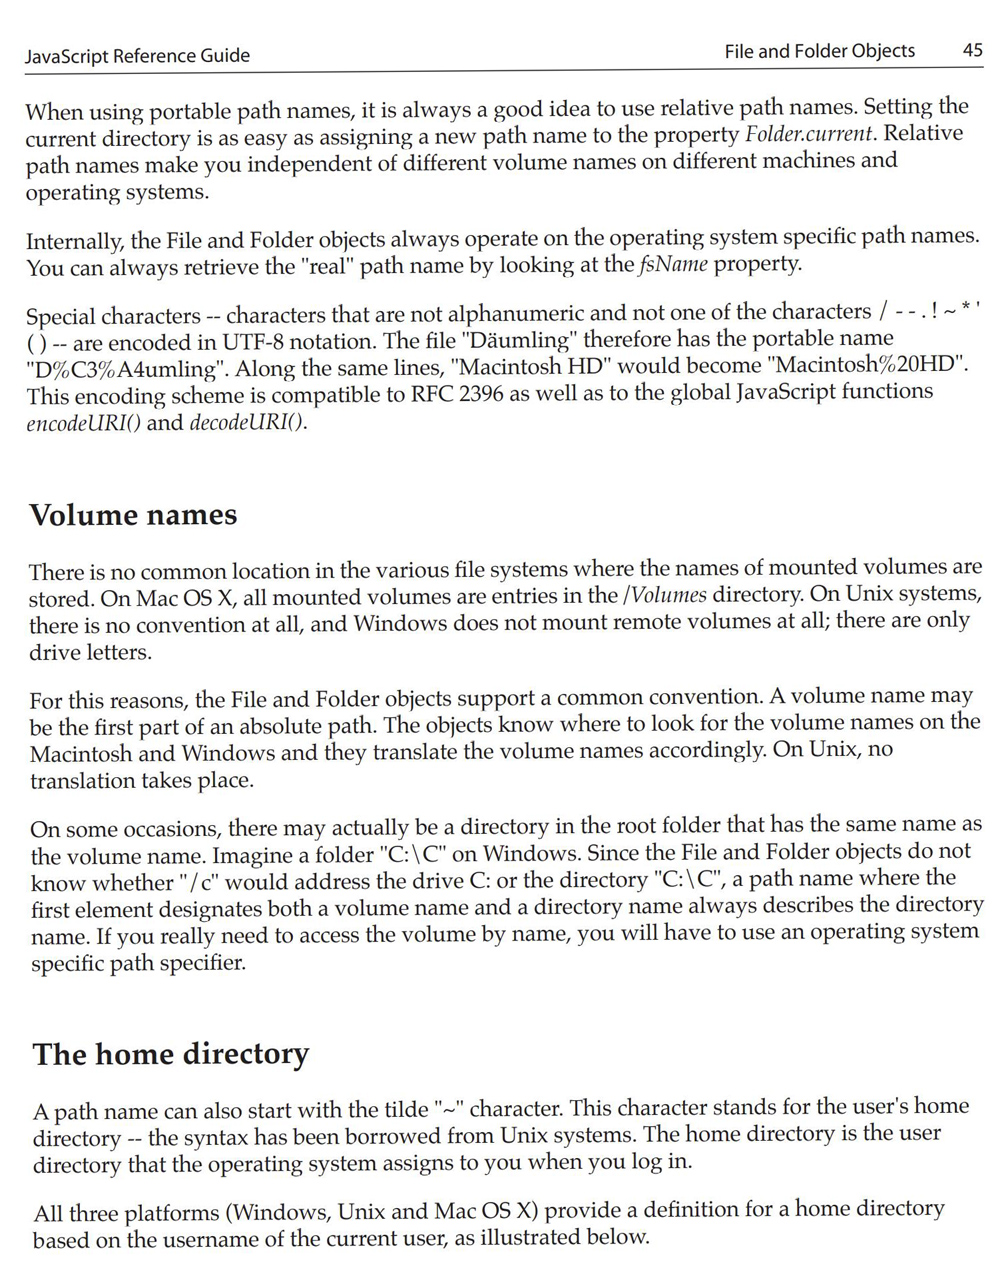 JavaScript Reference Guide File and Folder Objects 45
When using portable path names, it is always a good idea to use relative path names. Setting the
current directory is as easy as assigning a new path name to the property Folder.current. Relative
path names make you independent of different volume names on different machines and
operating systems.
Internally, the File and Folder objects always operate on the operating system specific path names.
You can always retrieve the "real" path name by looking at the fsName property.
Special characters -- characters that are not alphanumeric and not one of the characters / - - . ! ~ * '
( ) -- are encoded in UTF-8 notation. The file "Däumling" therefore has the portable name
"D%C3%A4umling". Along the same lines, "Macintosh HD" would become "Macintosh%20HD".
This encoding scheme is compatible to RFC 2396 as well as to the global JavaScript functions
encodeURI() and decodeURI().
Volume names
There is no common location in the various file systems where the names of mounted volumes are
stored. On Mac OS X, all mounted volumes are entries in the /Volumes directory. On Unix systems,
there is no convention at all, and Windows does not mount remote volumes at all; there are only
drive letters.
For this reasons, the File and Folder objects support a common convention. A volume name may
be the first part of an absolute path. The objects know where to look for the volume names on the
Macintosh and Windows and they translate the volume names accordingly. On Unix, no
translation takes place.
On some occasions, there may actually be a directory in the root folder that has the same name as
the volume name. Imagine a folder "C:\C" on Windows. Since the File and Folder objects do not
know whether "/c" would address the drive C: or the directory "C:\C", a path name where the
first element designates both a volume name and a directory name always describes the directory
name. If you really need to access the volume by name, you will have to use an operating system
specific path specifier.
The home directory
A path name can also start with the tilde "~" character. This character stands for the user's home
directory -- the syntax has been borrowed from Unix systems. The home directory is the user
directory that the operating system assigns to you when you log in.
All three platforms (Windows, Unix and Mac OS X) provide a definition for a home directory
based on the username of the current user, as illustrated below.